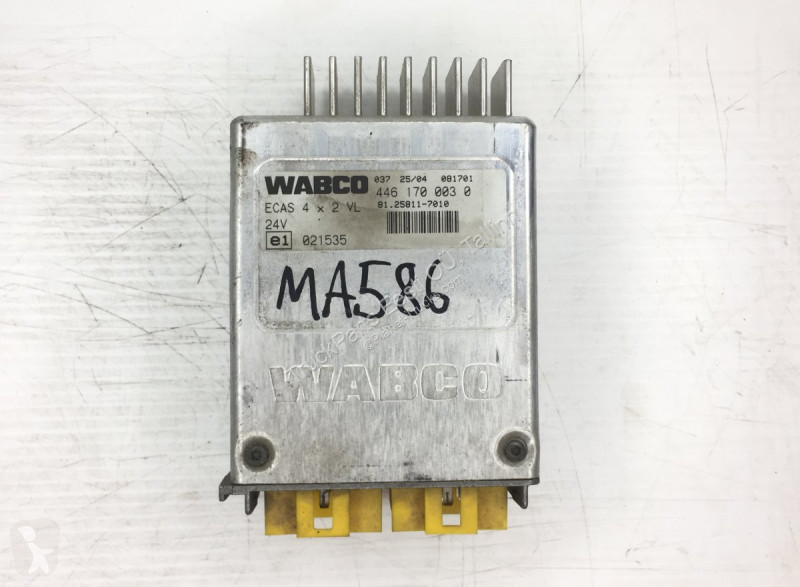 WABCO 037 25/04 081701
446 170 003 0
ECAS 4 x 2 VL 81.25811-7010
24V
e1 021535
MA586
WABCO